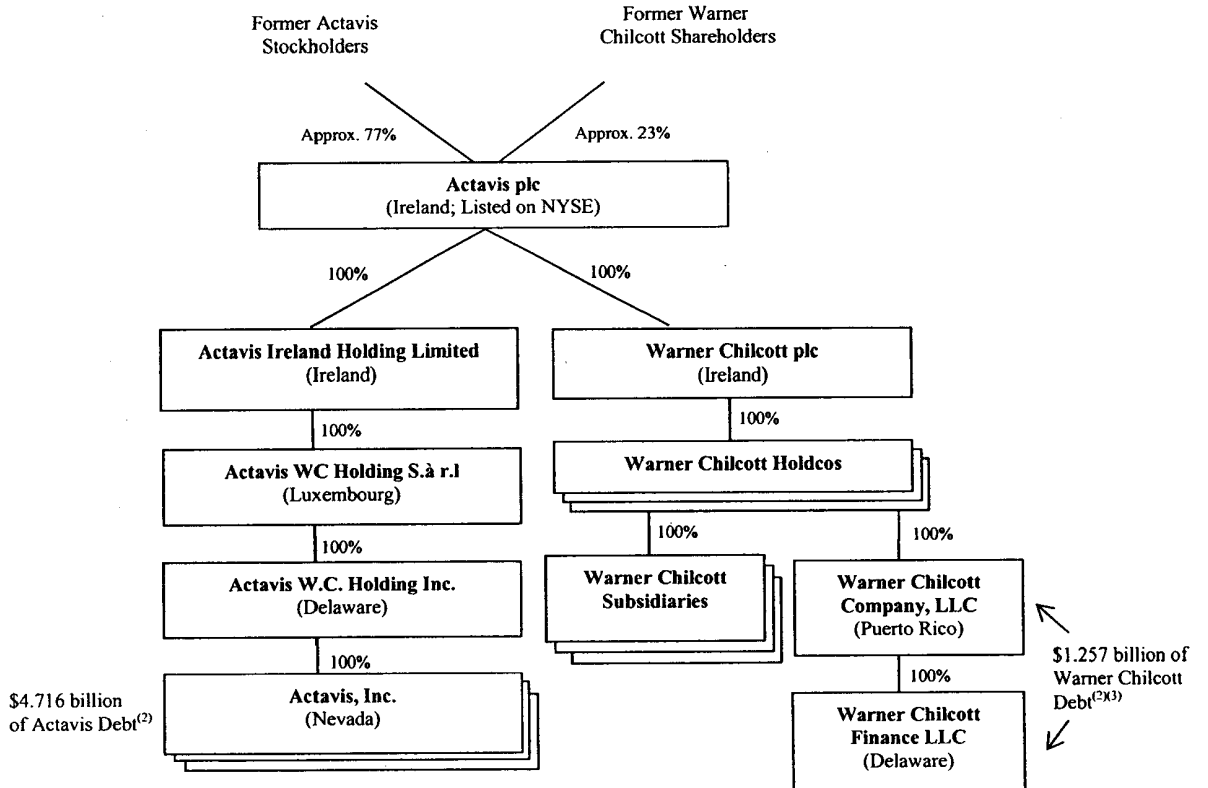 Former Actavis
Stockholders
Former Warner
Chilcott Shareholders
Approx. 77%
Approx. 23%
Actavis plc
(Ireland; Listed on NYSE)
100%
100%
Actavis Ireland Holding Limited
(Ireland)
Warner Chilcott plc
(Ireland)
100%
100%
Actavis WC Holding S.à r.l
(Luxembourg)
Warner Chilcott Holdcos
100%
100%
100%
Actavis W.C. Holding Inc.
(Delaware)
Warner Chilcott
Subsidiaries
Warner Chilcott
Company, LLC
(Puerto Rico)
100%
$4.716 billion
of Actavis Debt(2)
Actavis, Inc.
(Nevada)
100%
$1.257 billion of
Warner Chilcott
Debt(2)(3)
Warner Chilcott
Finance LLC
(Delaware)